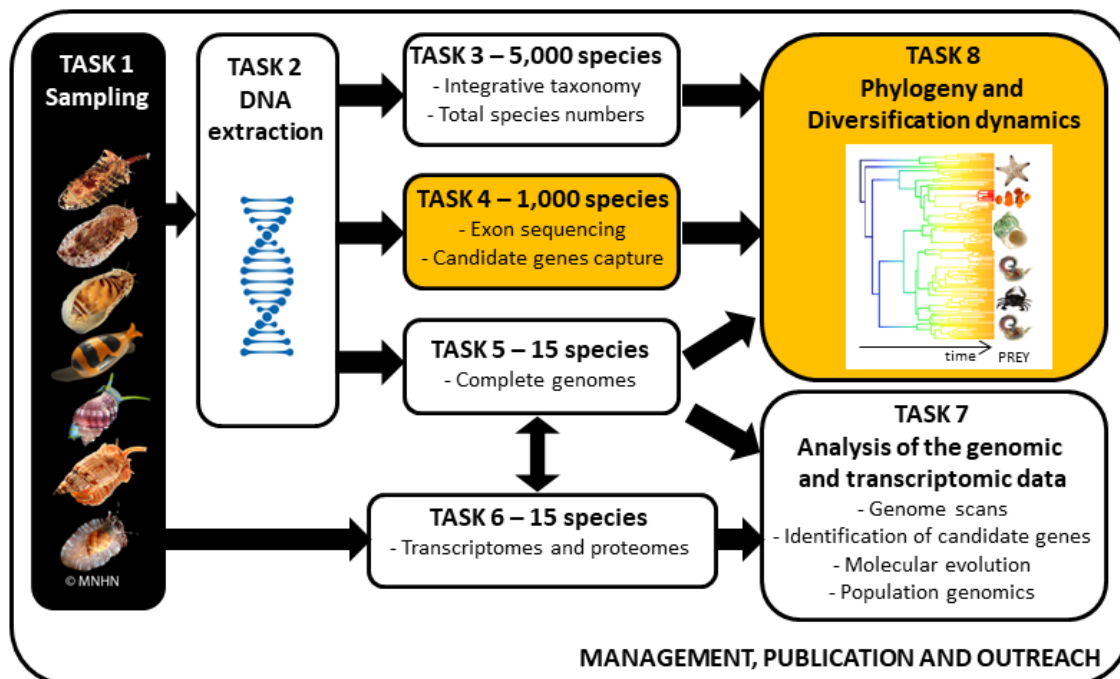 TASK 1
Sampling
© MNHN
TASK 2
DNA
extraction
TASK 3 – 5,000 species
- Integrative taxonomy
- Total species numbers
TASK 4 – 1,000 species
- Exon sequencing
- Candidate genes capture
TASK 5 – 15 species
- Complete genomes
TASK 6 – 15 species
- Transcriptomes and proteomes
TASK 8
Phylogeny and
Diversification dynamics
time
PREY
TASK 7
Analysis of the genomic
and transcriptomic data
- Genome scans
- Identification of candidate genes
- Molecular evolution
- Population genomics
MANAGEMENT, PUBLICATION AND OUTREACH